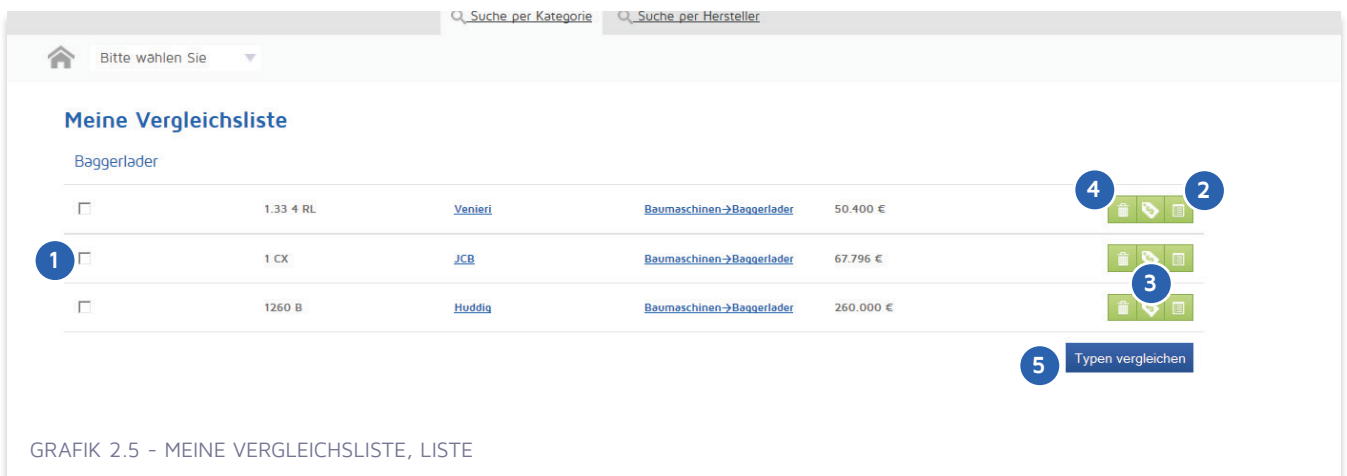 Suche per Kategorie Suche per Hersteller
Bitte wählen Sie
Meine Vergleichsliste
Baggerlader
4 2
1.33 4 RL Venieri Baumaschinen→Baggerlader 50.400 €
1 1 CX JCB Baumaschinen→Baggerlader 67.796 €
3
1260 B Huddig Baumaschinen→Baggerlader 260.000 €
5 Typen vergleichen
GRAFIK 2.5 - MEINE VERGLEICHSLISTE, LISTE